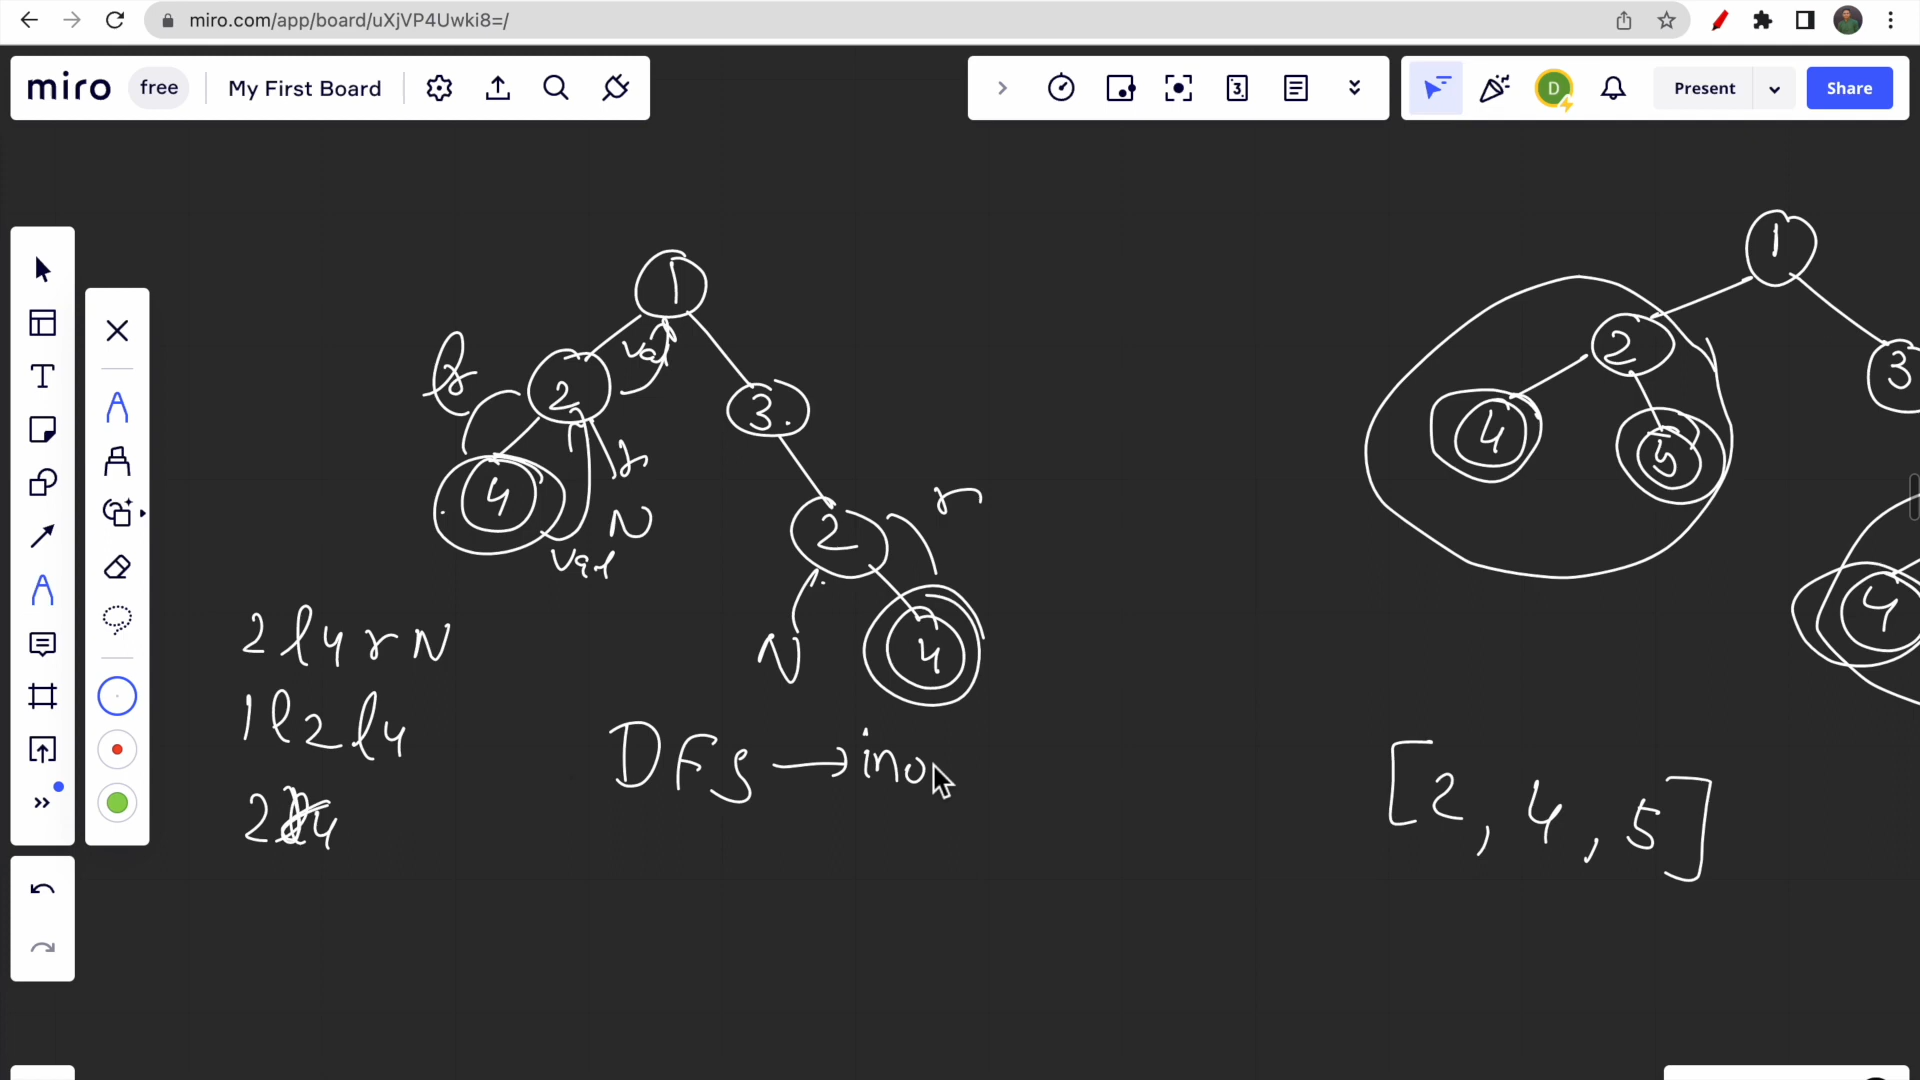 miro.com/app/board/uXjVP4Uwki8=/
miro free My First Board
3
D
Present
Share
T
1
2
val
3.
4
N
val
2
r
N
4
2 l 4 r N
1 l 2 l 4
2 4
DFS → ino
1
2
3
4
5
4
[2, 4, 5]